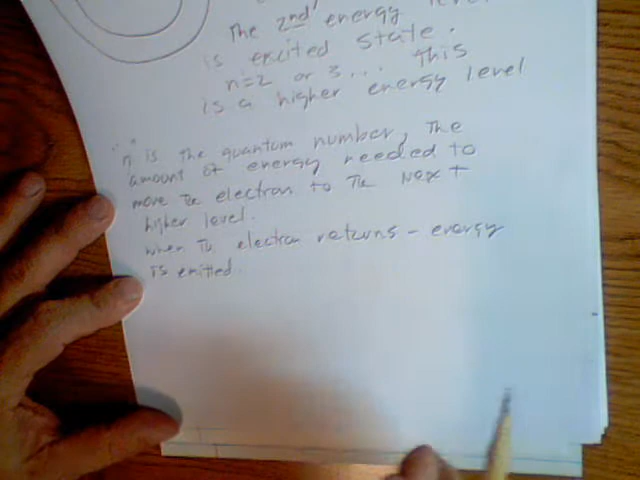 The 2nd energy level
is excited state.
n=2 or 3... this
is a higher energy level
"n" is the quantum number, The
amount of energy needed to
move the electron to the next
higher level.
when the electron returns - energy
is emitted.